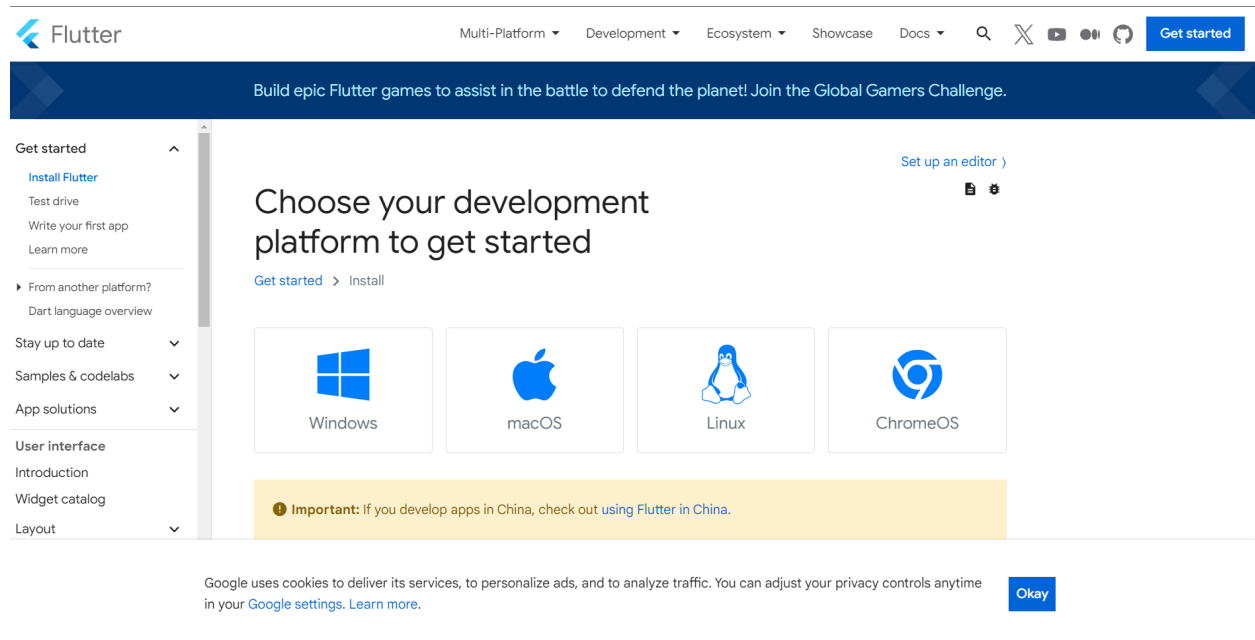 Flutter
Multi-Platform
Development
Ecosystem
Showcase
Docs
Get started
Build epic Flutter games to assist in the battle to defend the planet! Join the Global Gamers Challenge.
Get started
Install Flutter
Test drive
Write your first app
Learn more
From another platform?
Dart language overview
Stay up to date
Samples & codelabs
App solutions
User interface
Introduction
Widget catalog
Layout
Set up an editor
Choose your development
platform to get started
Get started > Install
Windows
macOS
Linux
ChromeOS
Important: If you develop apps in China, check out using Flutter in China.
Google uses cookies to deliver its services, to personalize ads, and to analyze traffic. You can adjust your privacy controls anytime
in your Google settings. Learn more.
Okay